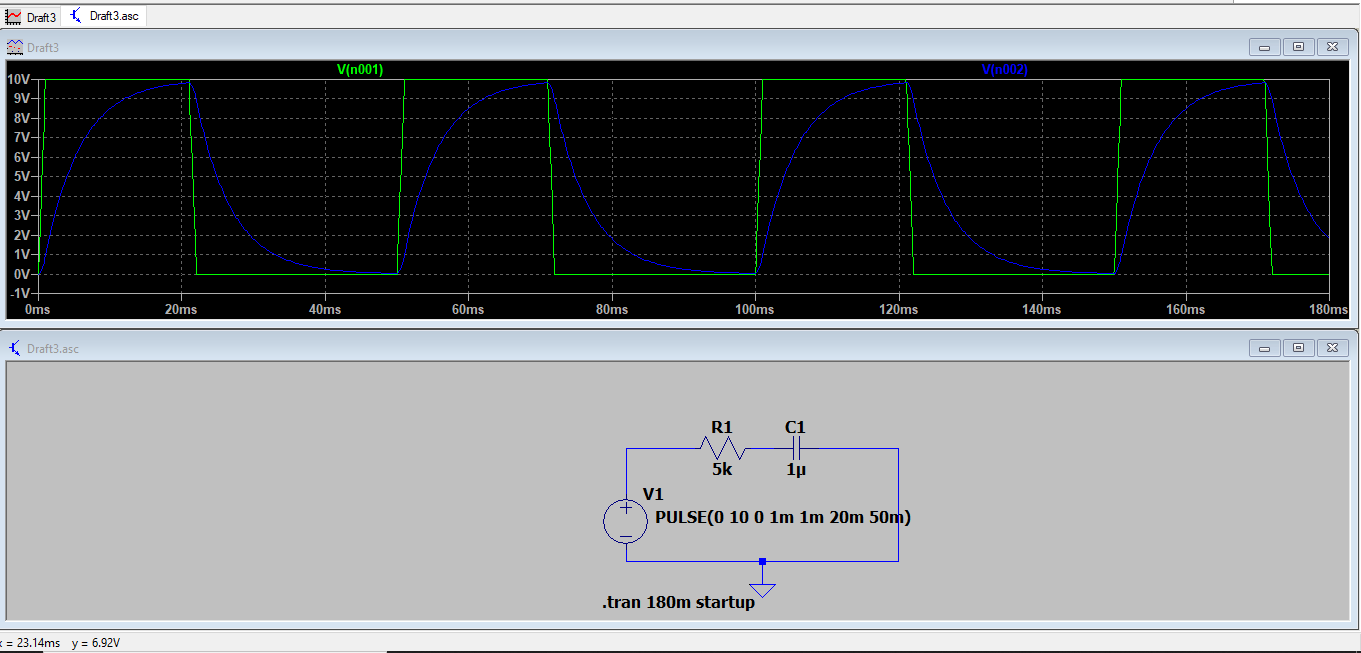 Draft3 Draft3.asc
Draft3
V(n001) V(n002)
10V
9V
8V
7V
6V
5V
4V
3V
2V
1V
0V
-1V
0ms 20ms 40ms 60ms 80ms 100ms 120ms 140ms 160ms 180ms
Draft3.asc
R1 C1
5k 1µ
V1
PULSE(0 10 0 1m 1m 20m 50m)
.tran 180m startup
x = 23.14ms y = 6.92V